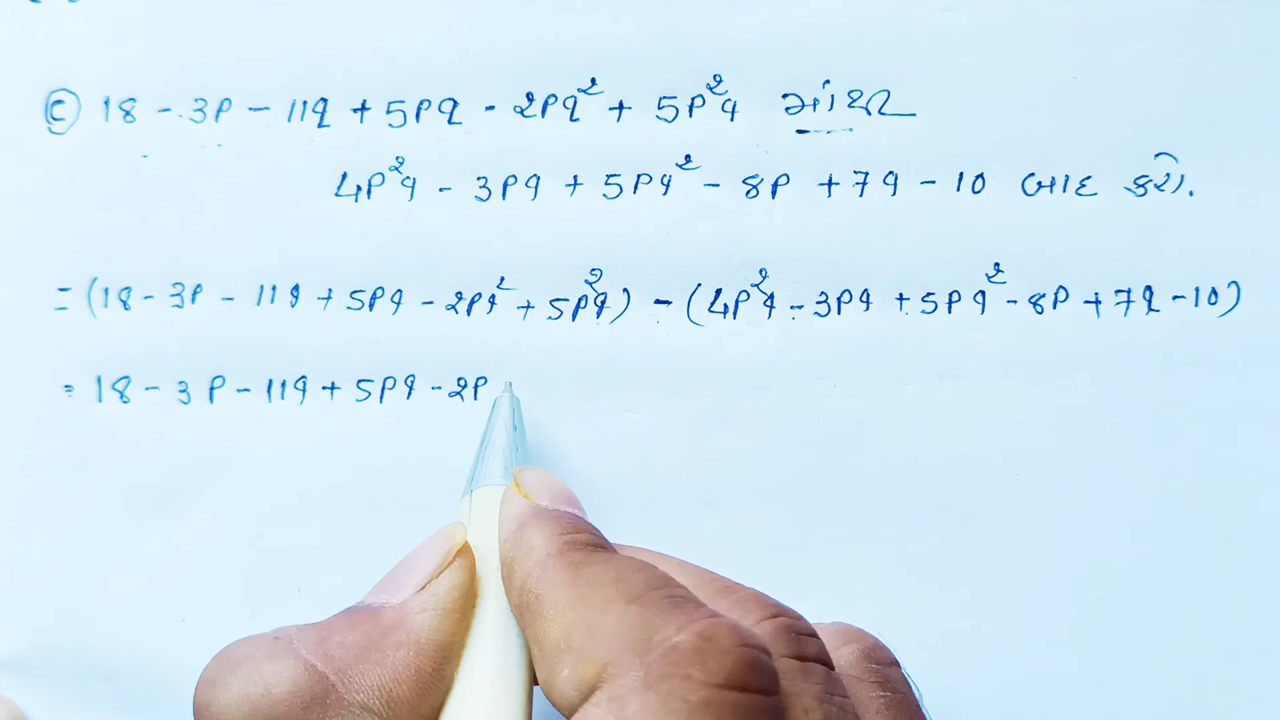 (c) 18 - 3P - 11q + 5Pq - 2Pq² + 5P²q માંથી
4P²q - 3Pq + 5Pq² - 8P + 7q - 10 બાદ કરો.
= (18 - 3P - 11q + 5Pq - 2Pq² + 5P²q) - (4P²q - 3Pq + 5Pq² - 8P + 7q - 10)
= 18 - 3P - 11q + 5Pq - 2P